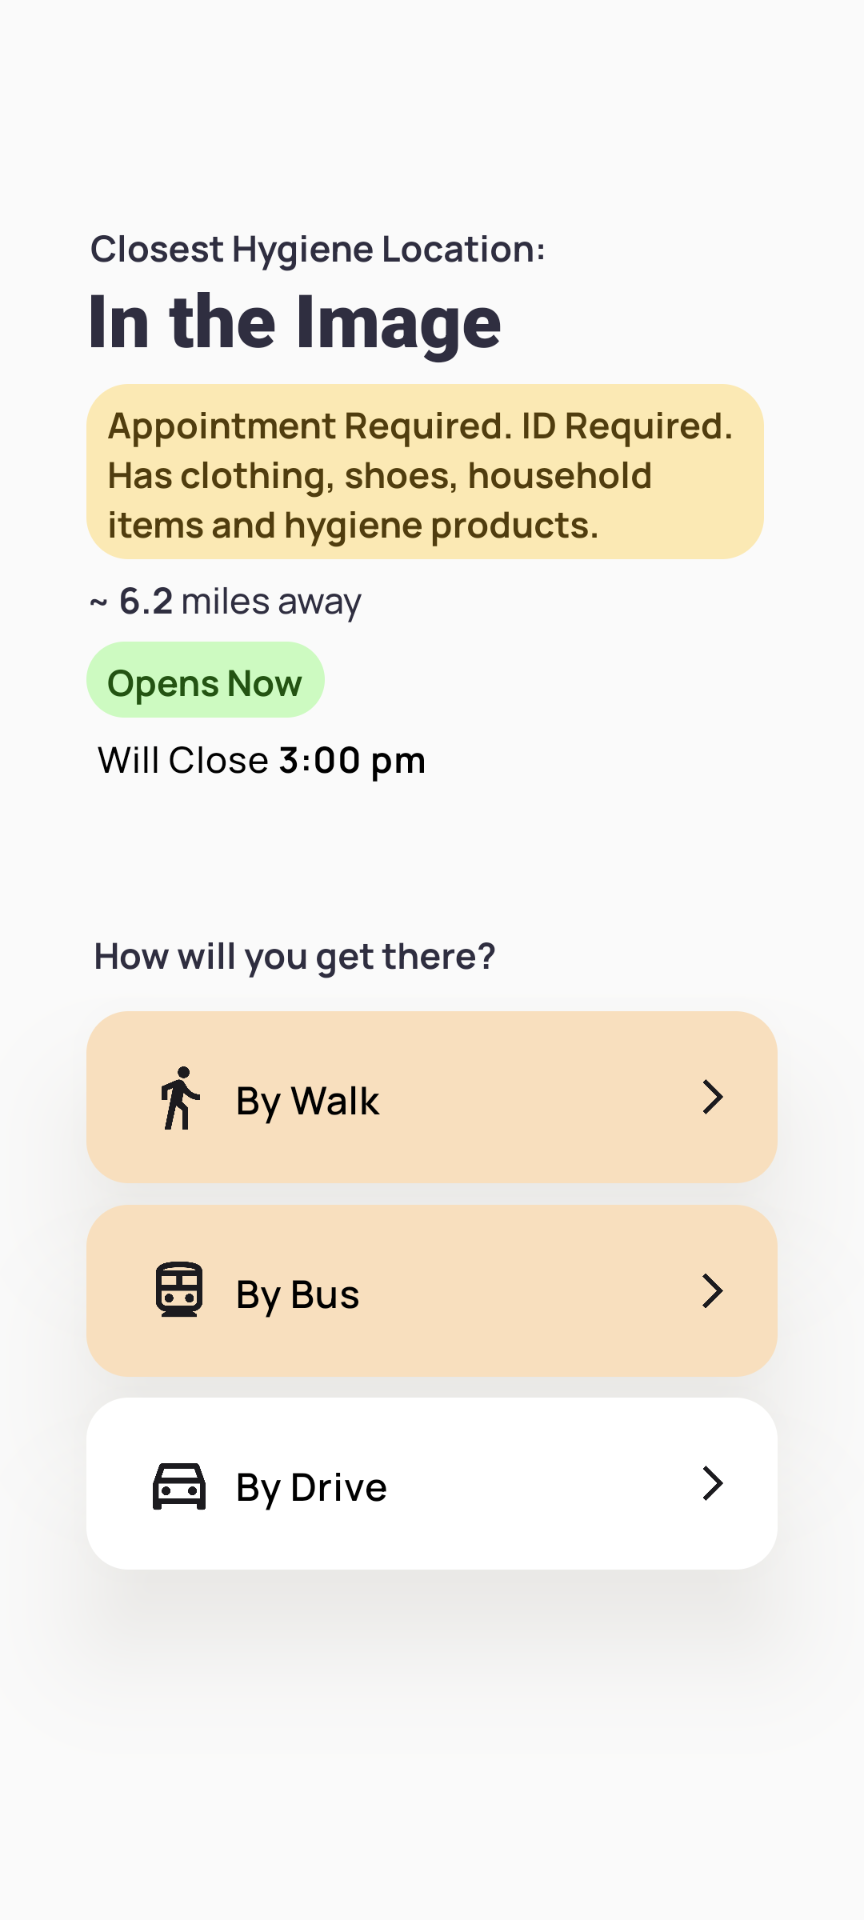 Closest Hygiene Location:
In the Image
Appointment Required. ID Required.
Has clothing, shoes, household
items and hygiene products.
~ 6.2 miles away
Opens Now
Will Close 3:00 pm
How will you get there?
By Walk
By Bus
By Drive